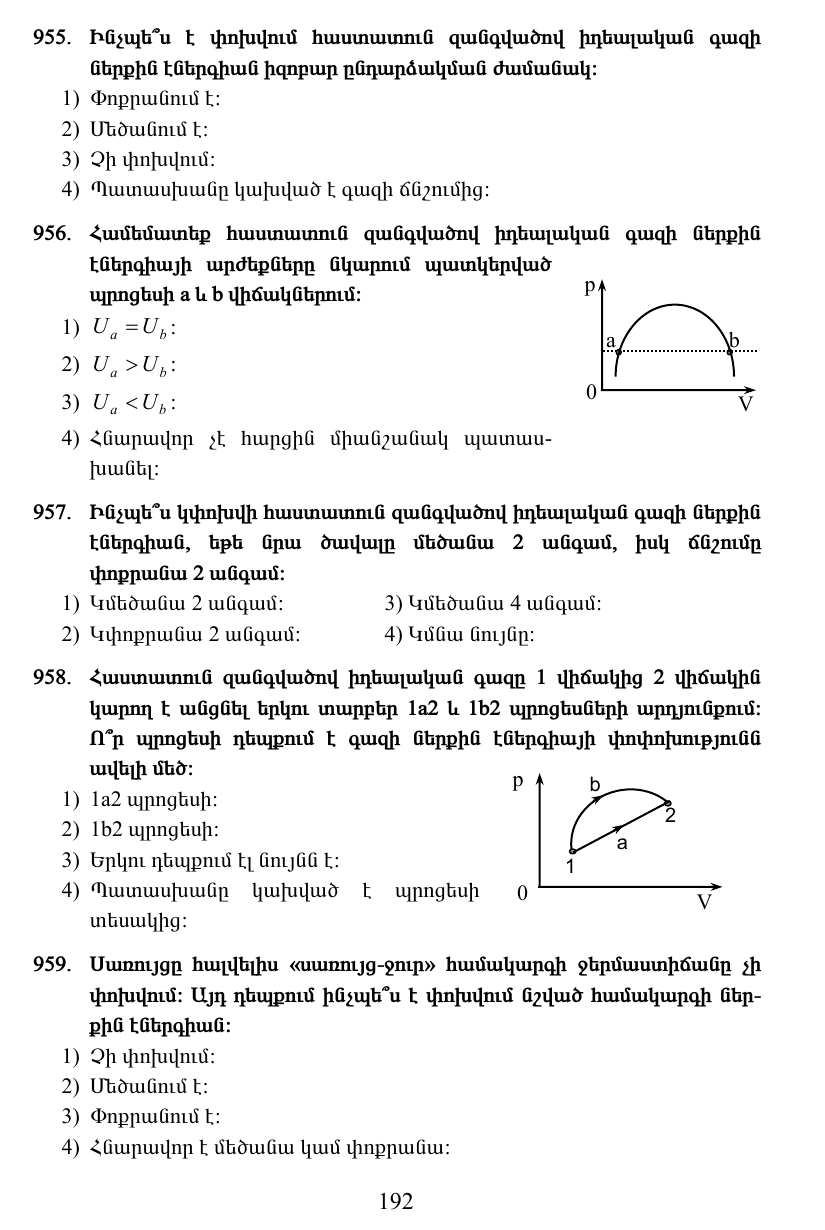 955. Ինչպե՞ս է փոխվում հաստատուն զանգվածով իդեալական գազի
ներքին էներգիան իզոբար ընդարձակման ժամանակ:
1) Փոքրանում է:
2) Մեծանում է:
3) Չի փոխվում:
4) Պատասխանը կախված է գազի ճնշումից:
956. Համեմատեք հաստատուն զանգվածով իդեալական գազի ներքին
էներգիայի արժեքները նկարում պատկերված
պրոցեսի a և b վիճակներում:
1) U_a = U_b:
2) U_a > U_b:
3) U_a < U_b:
4) Հնարավոր չէ հարցին միանշանակ պատաս-
խանել:
p
a
b
0
V
957. Ինչպե՞ս կփոխվի հաստատուն զանգվածով իդեալական գազի ներքին
էներգիան, եթե նրա ծավալը մեծանա 2 անգամ, իսկ ճնշումը
փոքրանա 2 անգամ:
1) Կմեծանա 2 անգամ: 3) Կմեծանա 4 անգամ:
2) Կփոքրանա 2 անգամ: 4) Կմնա նույնը:
958. Հաստատուն զանգվածով իդեալական գազը 1 վիճակից 2 վիճակին
կարող է անցնել երկու տարբեր 1a2 և 1b2 պրոցեսների արդյունքում:
Ո՞ր պրոցեսի դեպքում է գազի ներքին էներգիայի փոփոխությունն
ավելի մեծ:
1) 1a2 պրոցեսի:
2) 1b2 պրոցեսի:
3) Երկու դեպքում էլ նույնն է:
4) Պատասխանը կախված է պրոցեսի
տեսակից:
p
b
2
a
1
0
V
959. Սառույցը հալվելիս «սառույց-ջուր» համակարգի ջերմաստիճանը չի
փոխվում: Այդ դեպքում ինչպե՞ս է փոխվում նշված համակարգի ներ-
քին էներգիան:
1) Չի փոխվում:
2) Մեծանում է:
3) Փոքրանում է:
4) Հնարավոր է մեծանա կամ փոքրանա:
192